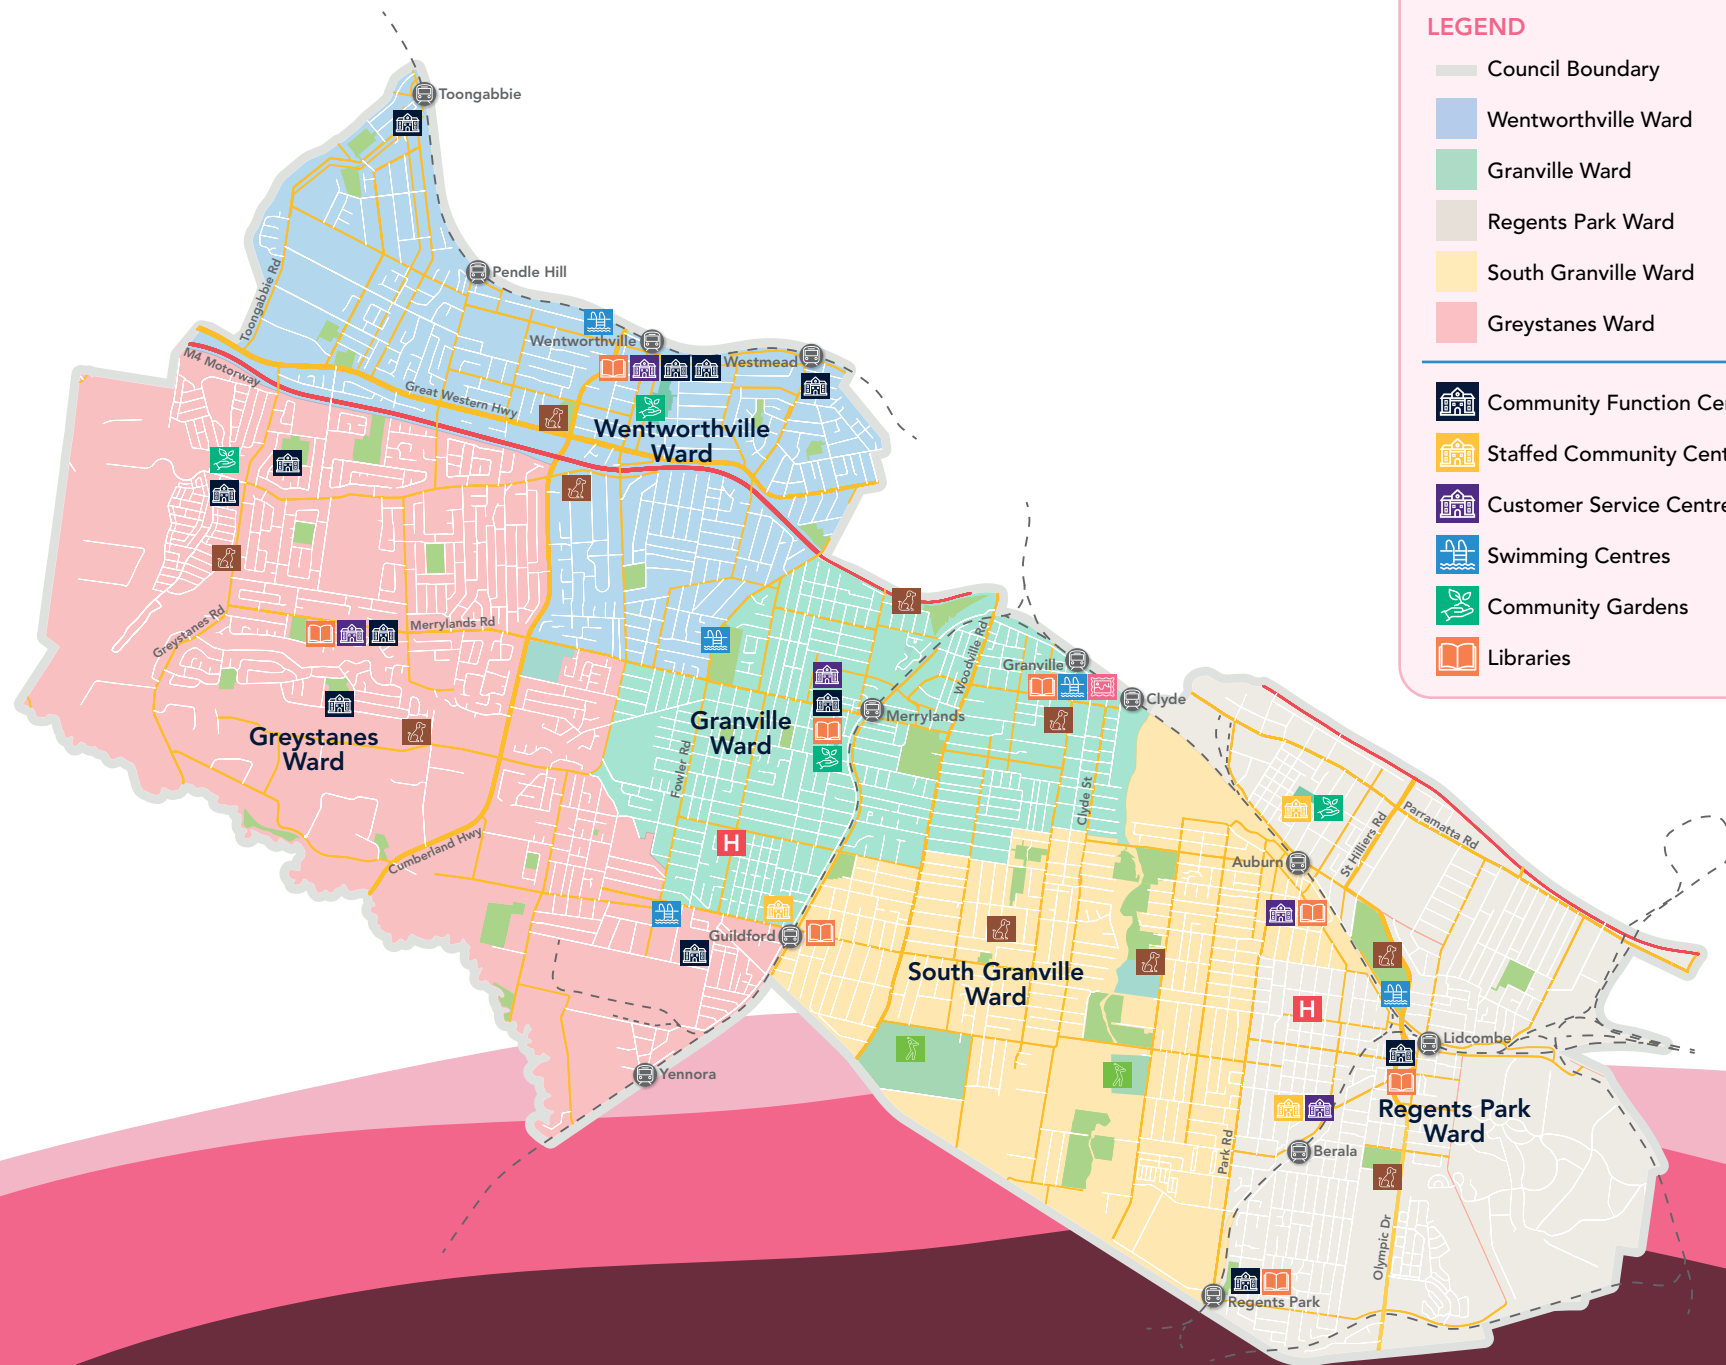 LEGEND
Council Boundary
Wentworthville Ward
Granville Ward
Regents Park Ward
South Granville Ward
Greystanes Ward
Community Function Cen
Staffed Community Cent
Customer Service Centre
Swimming Centres
Community Gardens
Libraries
Toongabbie
Toongabbie Rd
Pendle Hill
Wentworthville
Westmead
M4 Motorway
Great Western Hwy
Wentworthville
Ward
Greystanes Rd
Merrylands Rd
Woodville Rd
Granville
Clyde
Merrylands
Granville
Ward
Greystanes
Ward
Fowler Rd
Clyde St
H
Cumberland Hwy
Parramatta Rd
St Hilliers Rd
Auburn
Guildford
South Granville
Ward
H
Lidcombe
Yennora
Regents Park
Ward
Park Rd
Berala
Olympic Dr
Regents Park